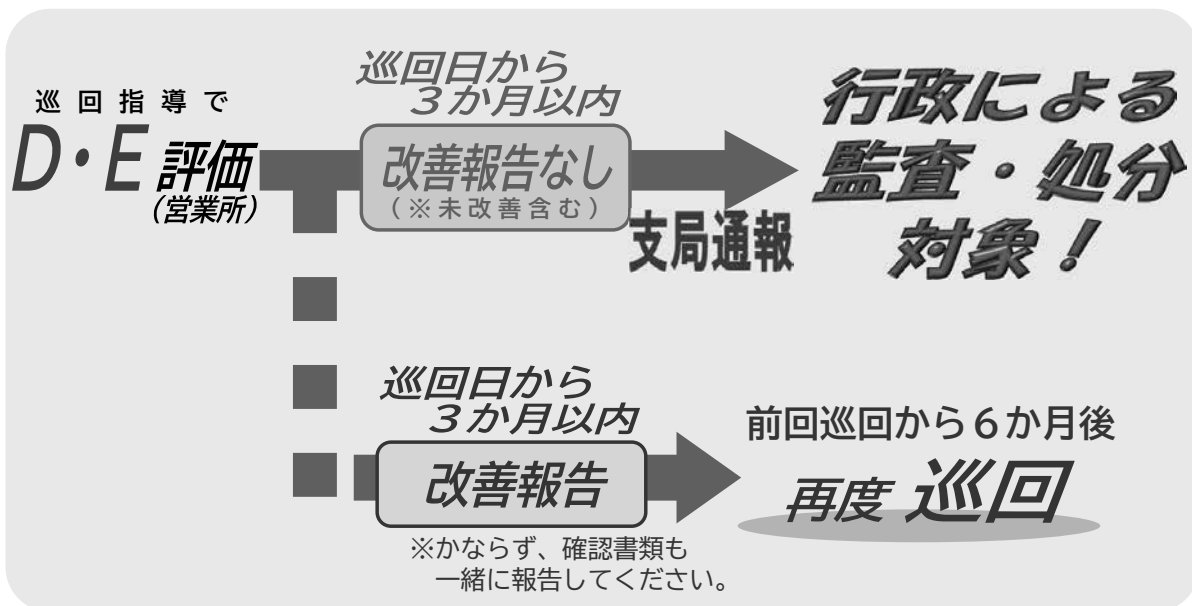 巡回指導で
D・E評価
（営業所）
巡回日から
３か月以内
改善報告なし
（※未改善含む）
支局通報
行政による
監査・処分
対象！
巡回日から
３か月以内
改善報告
※かならず、確認書類も
一緒に報告してください。
前回巡回から６か月後
再度 巡回